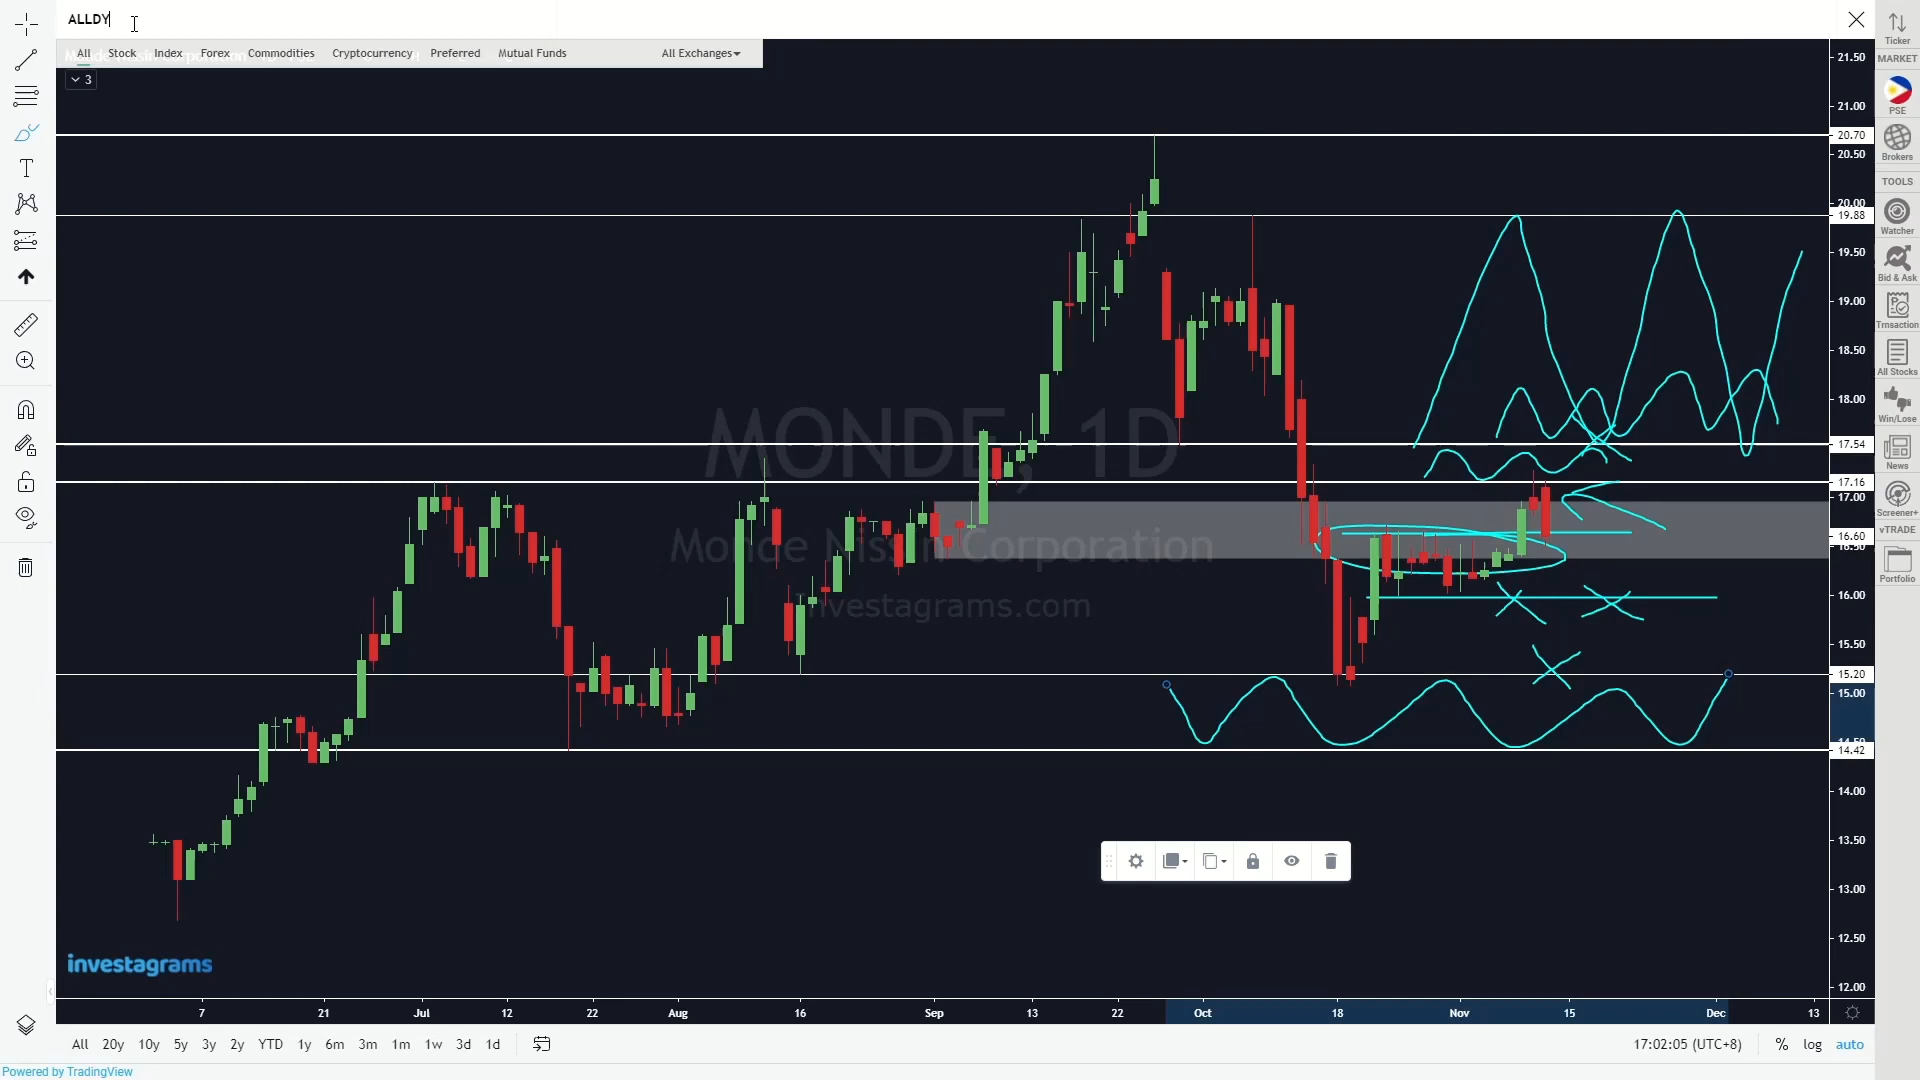 ALLDY
All Stock Index Forex Commodities Cryptocurrency Preferred Mutual Funds All Exchanges
3
MONDE, 1D
Monde Nissin Corporation
Investagrams.com
investagrams
21.50
21.00
20.70
20.50
20.00
19.88
19.50
19.00
18.50
18.00
17.54
17.16
17.00
16.60
16.50
16.00
15.50
15.20
15.00
14.50
14.42
14.00
13.50
13.00
12.50
12.00
7 21 Jul 12 22 Aug 16 Sep 13 22 Oct 18 Nov 15 Dec 13
All 20y 10y 5y 3y 2y YTD 1y 6m 3m 1m 1w 3d 1d
17:02:05 (UTC+8) % log auto
Powered by TradingView
Ticker
MARKET
PSE
Brokers
TOOLS
Watcher
Bid & Ask
Trnsaction
All Stocks
Win/Lose
News
Screener+
vTRADE
Portfolio